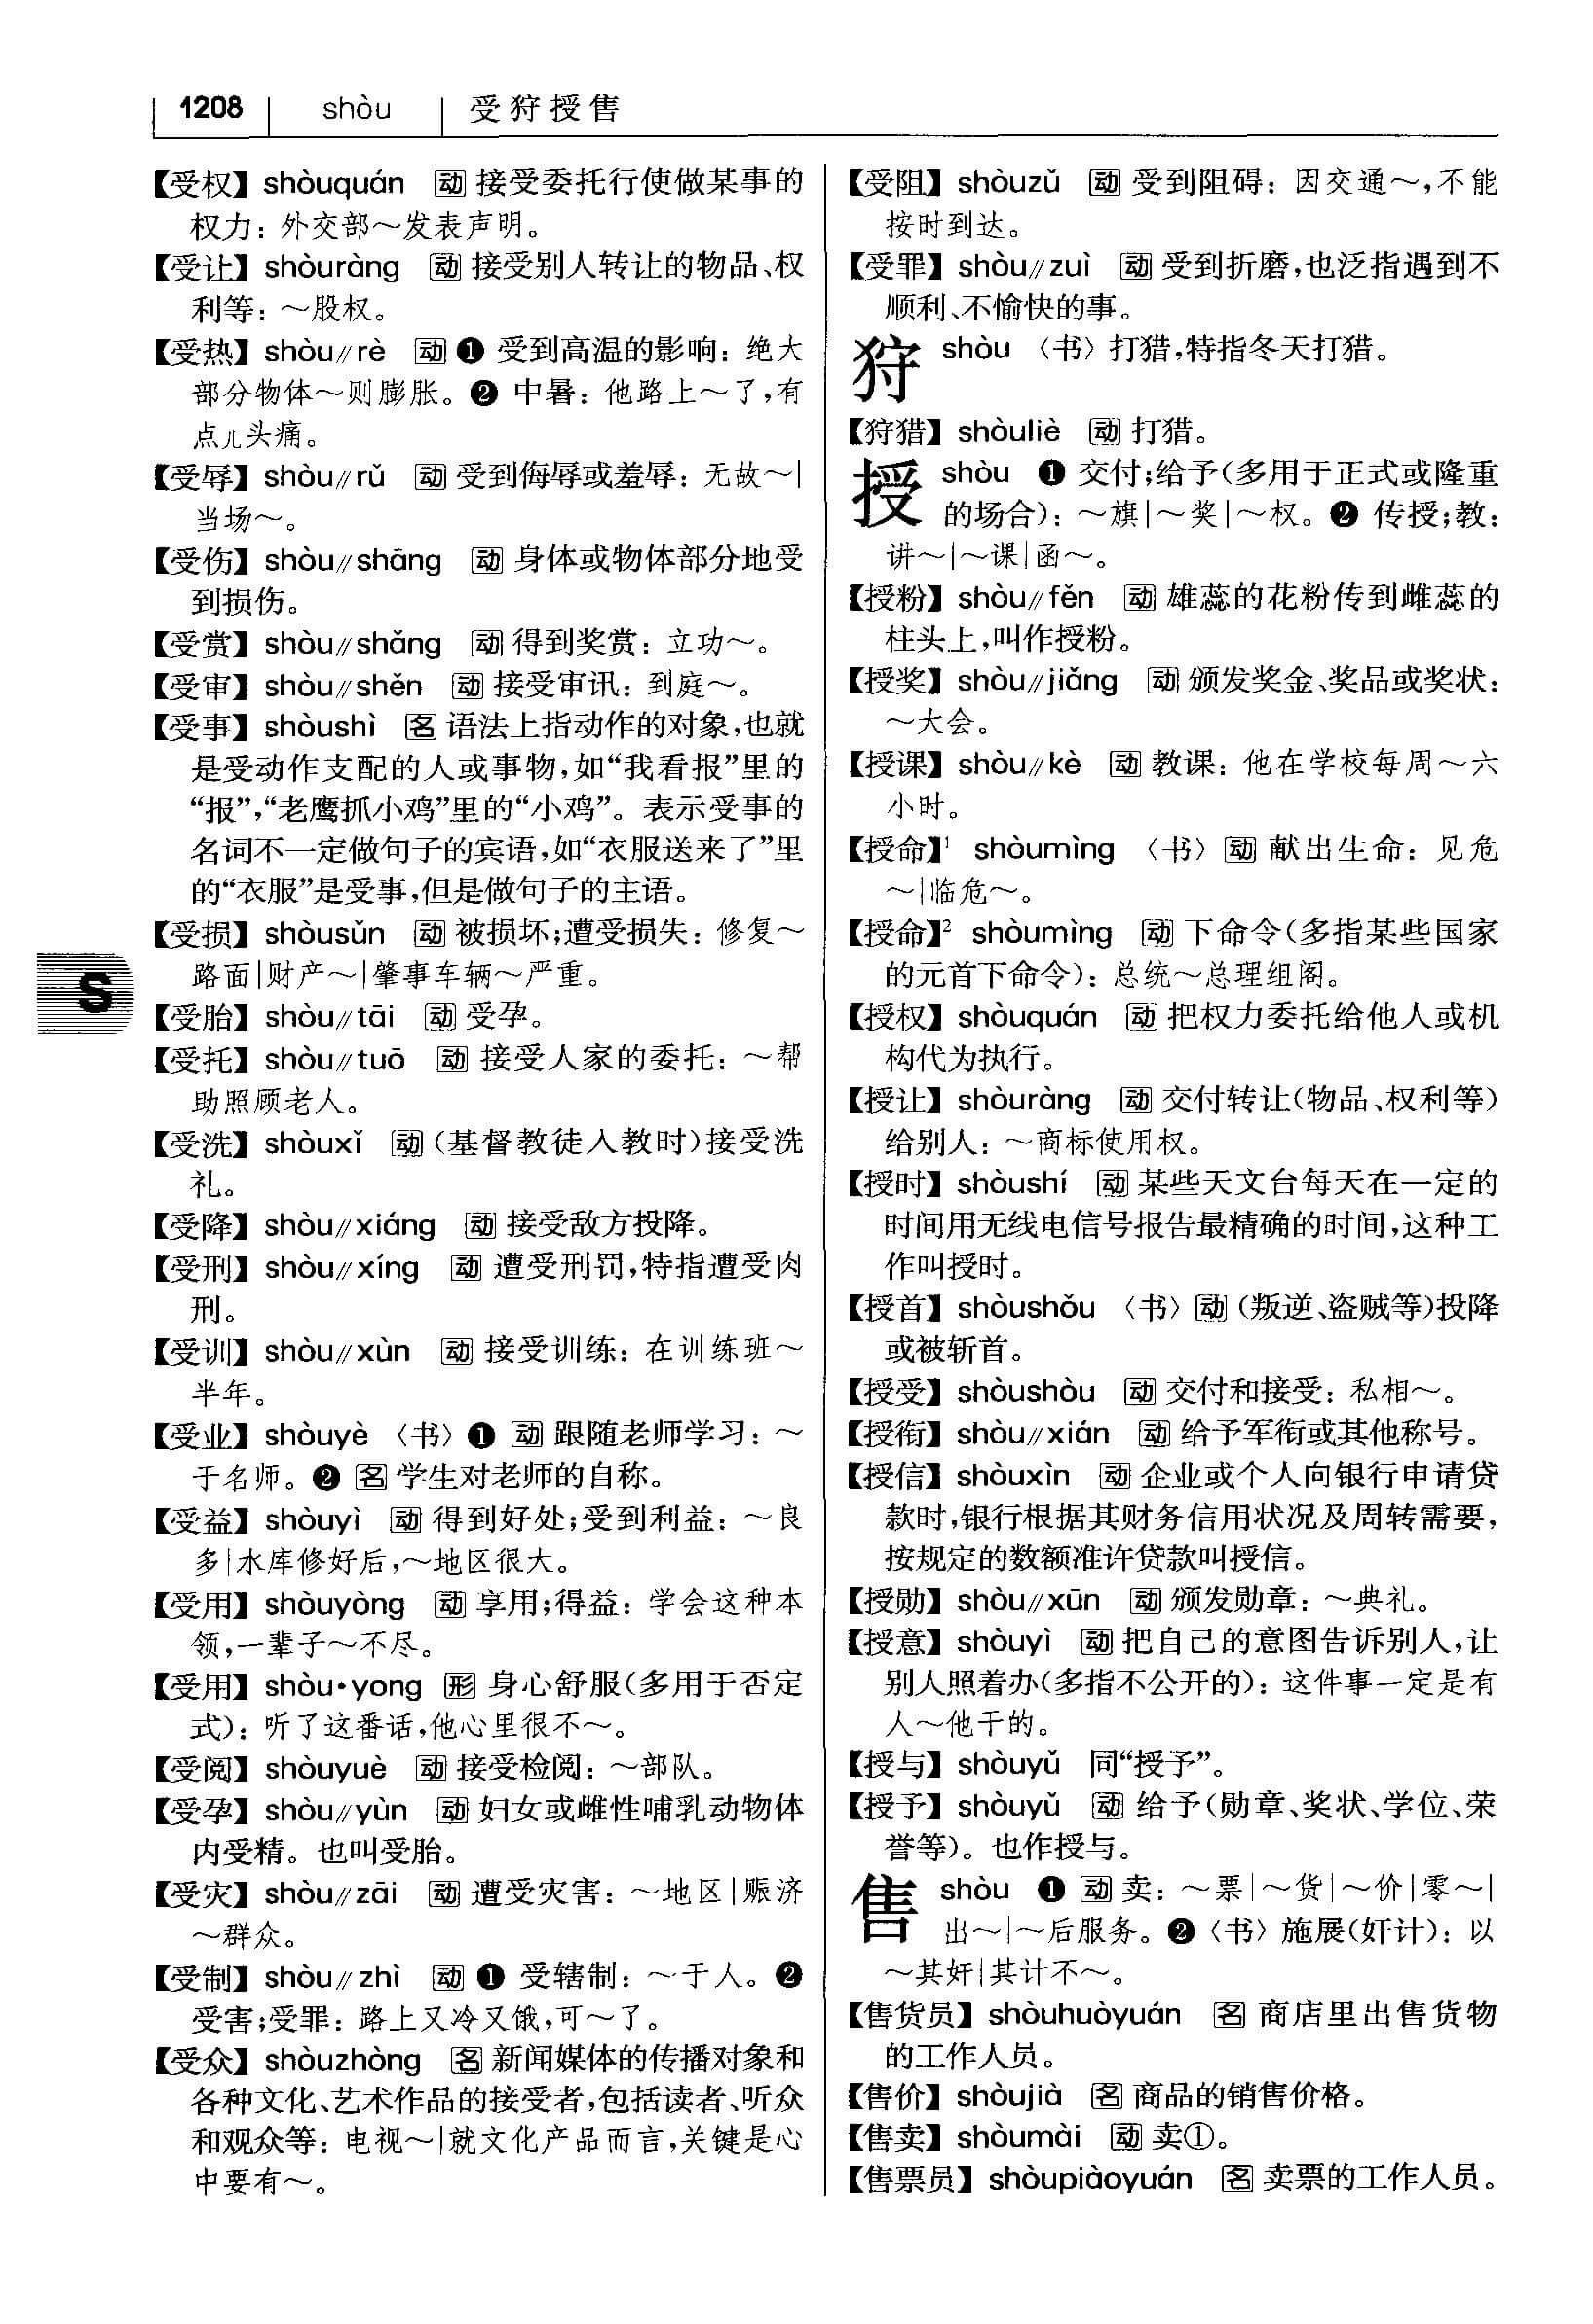 1208 shòu 受狩授售
【受权】 shòuquán 动 接受委托行使做某事的
权力：外交部～发表声明。
【受让】 shòuràng 动 接受别人转让的物品、权
利等：～股权。
【受热】 shòu//rè 动 ❶ 受到高温的影响：绝大
部分物体～则膨胀。❷ 中暑：他路上～了，有
点儿头痛。
【受辱】 shòu//rǔ 动 受到侮辱或羞辱：无故～|
当场～。
【受伤】 shòu//shāng 动 身体或物体部分地受
到损伤。
【受赏】 shòu//shǎng 动 得到奖赏：立功～。
【受审】 shòu//shěn 动 接受审讯：到庭～。
【受事】 shòushì 名 语法上指动作的对象，也就
是受动作支配的人或事物，如“我看报”里的
“报”，“老鹰抓小鸡”里的“小鸡”。表示受事的
名词不一定做句子的宾语，如“衣服送来了”里
的“衣服”是受事，但是做句子的主语。
【受损】 shòusǔn 动 被损坏；遭受损失：修复～
路面|财产～|肇事车辆～严重。
S
【受胎】 shòu//tāi 动 受孕。
【受托】 shòu//tuō 动 接受人家的委托：～帮
助照顾老人。
【受洗】 shòuxǐ 动 （基督教徒入教时）接受洗
礼。
【受降】 shòu//xiáng 动 接受敌方投降。
【受刑】 shòu//xíng 动 遭受刑罚，特指遭受肉
刑。
【受训】 shòu//xùn 动 接受训练：在训练班～
半年。
【受业】 shòuyè 〈书〉❶ 动 跟随老师学习：～
于名师。❷ 名 学生对老师的自称。
【受益】 shòuyì 动 得到好处；受到利益：～良
多|水库修好后，～地区很大。
【受用】 shòuyòng 动 享用；得益：学会这种本
领，一辈子～不尽。
【受用】 shòu•yong 形 身心舒服（多用于否定
式）：听了这番话，他心里很不～。
【受阅】 shòuyuè 动 接受检阅：～部队。
【受孕】 shòu//yùn 动 妇女或雌性哺乳动物体
内受精。也叫受胎。
【受灾】 shòu//zāi 动 遭受灾害：～地区|赈济
～群众。
【受制】 shòu//zhì 动 ❶ 受辖制：～于人。❷
受害；受罪：路上又冷又饿，可～了。
【受众】 shòuzhòng 名 新闻媒体的传播对象和
各种文化、艺术作品的接受者，包括读者、听众
和观众等：电视～|就文化产品而言，关键是心
中要有～。
【受阻】 shòuzǔ 动 受到阻碍：因交通～，不能
按时到达。
【受罪】 shòu//zuì 动 受到折磨，也泛指遇到不
顺利、不愉快的事。
狩 shòu 〈书〉打猎，特指冬天打猎。
【狩猎】 shòuliè 动 打猎。
授 shòu ❶ 交付；给予（多用于正式或隆重
的场合）：～旗|～奖|～权。❷ 传授；教：
讲～|～课|函～。
【授粉】 shòu//fěn 动 雄蕊的花粉传到雌蕊的
柱头上，叫作授粉。
【授奖】 shòu//jiǎng 动 颁发奖金、奖品或奖状：
～大会。
【授课】 shòu//kè 动 教课：他在学校每周～六
小时。
【授命】¹ shòumìng 〈书〉动 献出生命：见危
～|临危～。
【授命】² shòumìng 动 下命令（多指某些国家
的元首下命令）：总统～总理组阁。
【授权】 shòuquán 动 把权力委托给他人或机
构代为执行。
【授让】 shòuràng 动 交付转让（物品、权利等）
给别人：～商标使用权。
【授时】 shòushí 动 某些天文台每天在一定的
时间用无线电信号报告最精确的时间，这种工
作叫授时。
【授首】 shòushǒu 〈书〉动 （叛逆、盗贼等）投降
或被斩首。
【授受】 shòushòu 动 交付和接受：私相～。
【授衔】 shòu//xián 动 给予军衔或其他称号。
【授信】 shòuxìn 动 企业或个人向银行申请贷
款时，银行根据其财务信用状况及周转需要，
按规定的数额准许贷款叫授信。
【授勋】 shòu//xūn 动 颁发勋章：～典礼。
【授意】 shòuyì 动 把自己的意图告诉别人，让
别人照着办（多指不公开的）：这件事一定是有
人～他干的。
【授与】 shòuyǔ 同“授予”。
【授予】 shòuyǔ 动 给予（勋章、奖状、学位、荣
誉等）。也作授与。
售 shòu ❶ 动 卖：～票|～货|～价|零～|
出～|～后服务。❷〈书〉施展（奸计）：以
～其奸|其计不～。
【售货员】 shòuhuòyuán 名 商店里出售货物
的工作人员。
【售价】 shòujià 名 商品的销售价格。
【售卖】 shòumài 动 卖①。
【售票员】 shòupiàoyuán 名 卖票的工作人员。